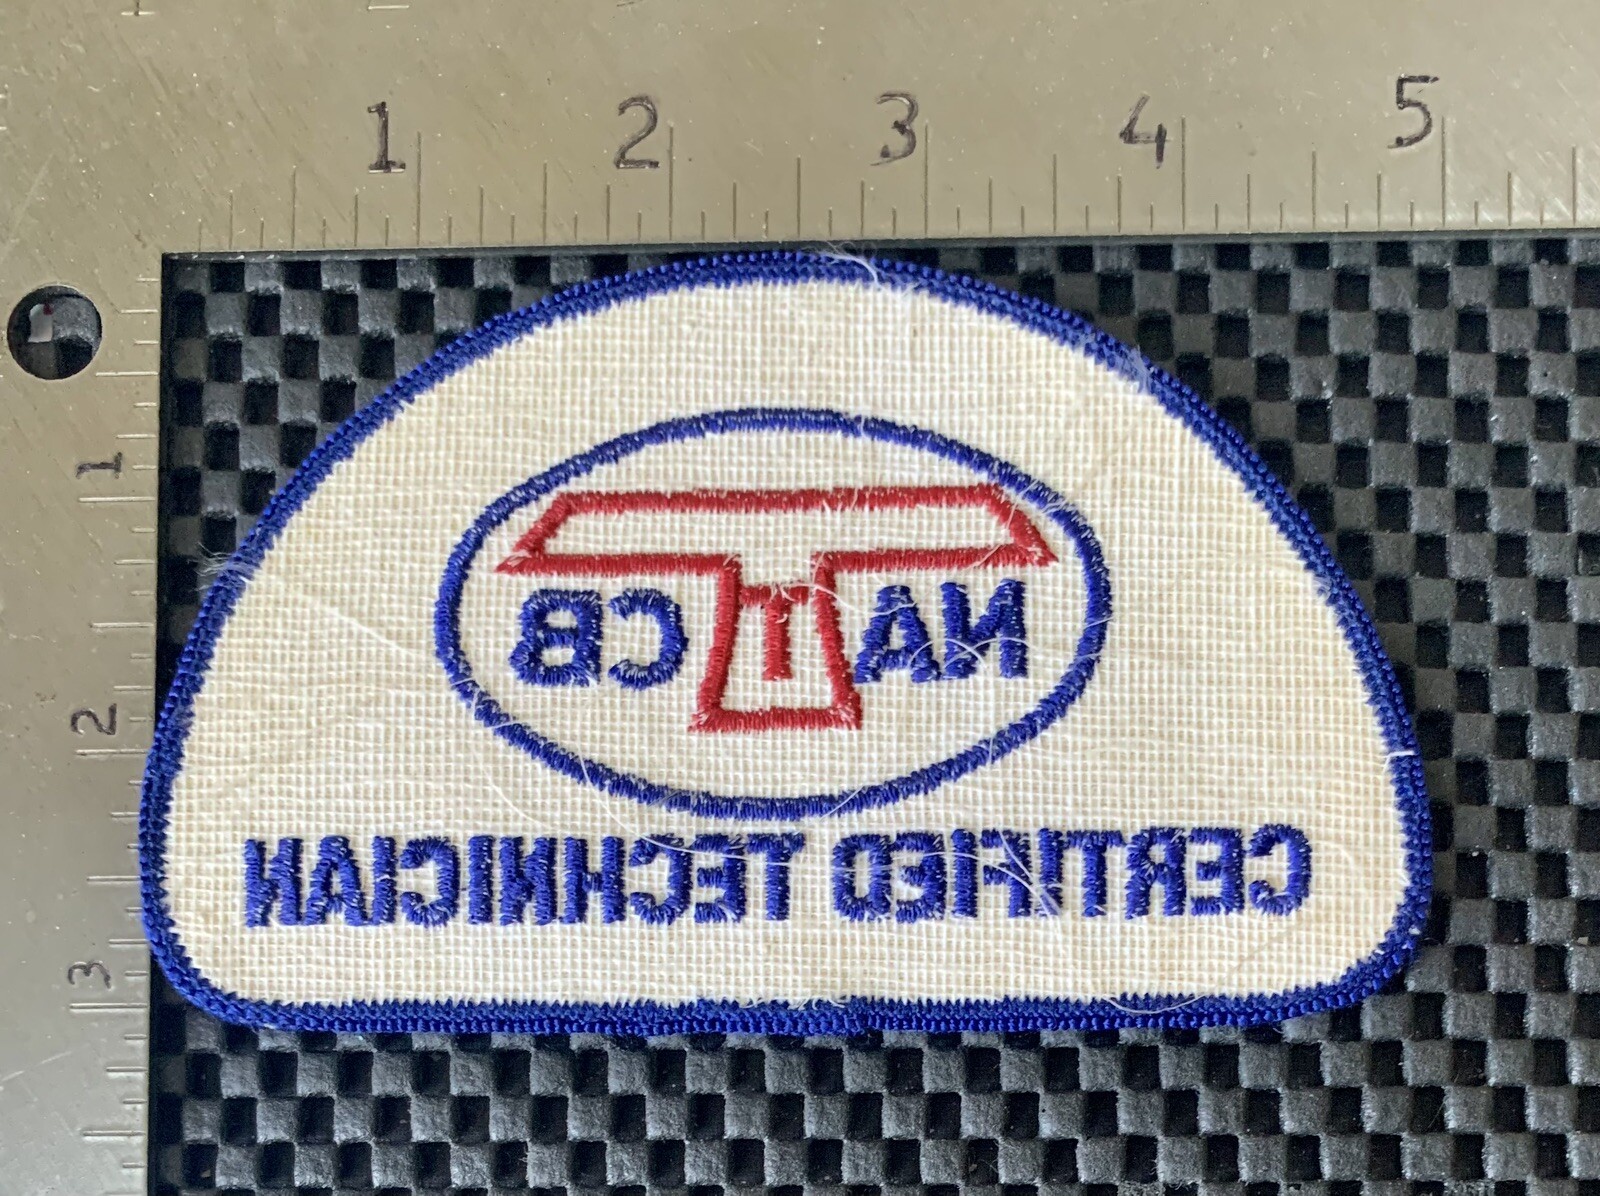 1 2 3 4 5
1
2
3
NATCB
CERTIFIED TECHNICIAN